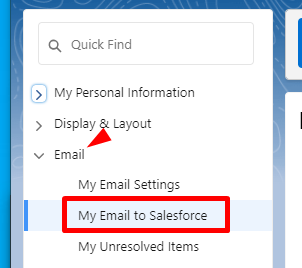 Quick Find
My Personal Information
Display & Layout
Email
My Email Settings
My Email to Salesforce
My Unresolved Items